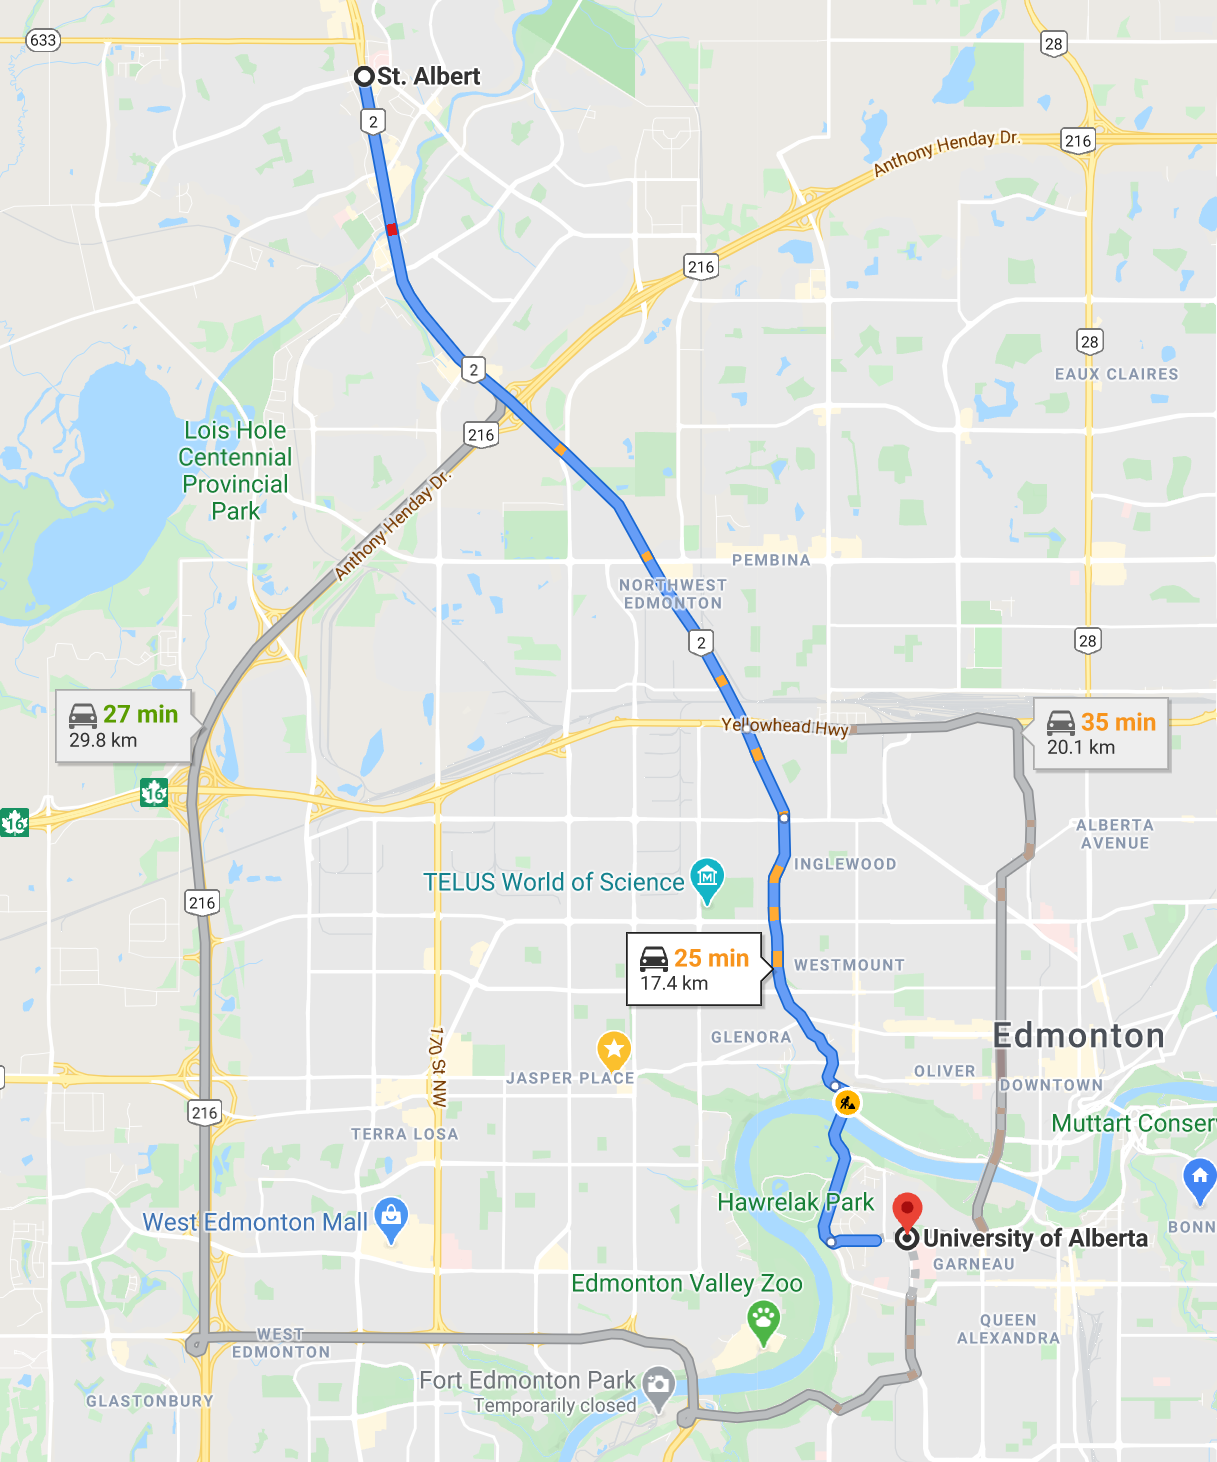 633
28
St. Albert
2
Anthony Henday Dr.
216
216
28
2
EAUX CLAIRES
Lois Hole
Centennial
Provincial
Park
216
Anthony Henday Dr.
PEMBINA
NORTHWEST
EDMONTON
2
28
27 min
29.8 km
Yellowhead Hwy
35 min
20.1 km
16
16
ALBERTA
AVENUE
INGLEWOOD
TELUS World of Science
M
216
25 min
17.4 km
WESTMOUNT
170 St NW
GLENORA
Edmonton
JASPER PLACE
OLIVER
DOWNTOWN
216
Muttart Conser
TERRA LOSA
Hawrelak Park
West Edmonton Mall
BONN
University of Alberta
GARNEAU
Edmonton Valley Zoo
QUEEN
ALEXANDRA
WEST
EDMONTON
Fort Edmonton Park
Temporarily closed
GLASTONBURY